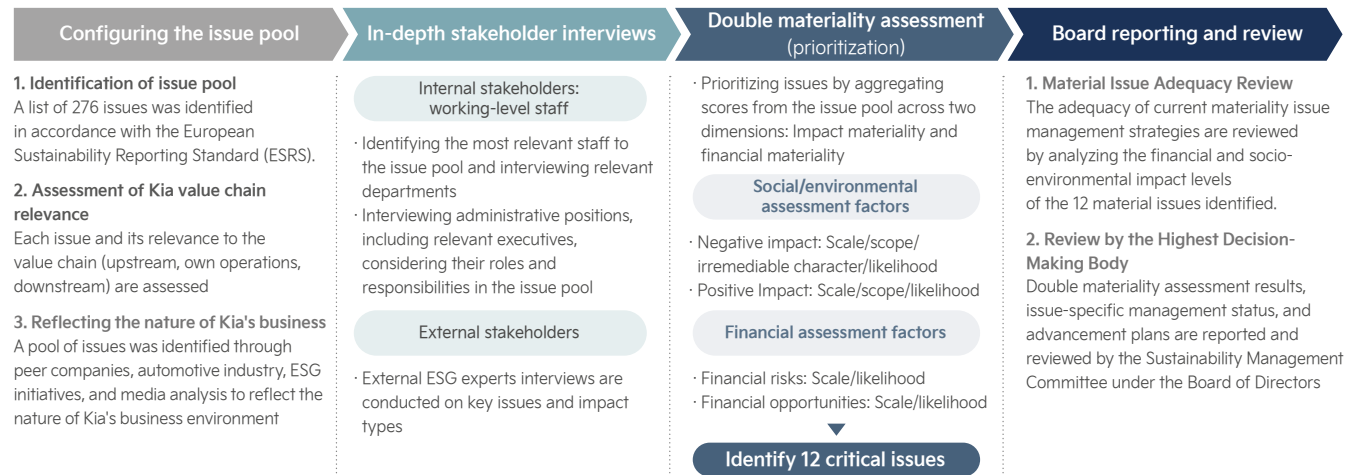 Configuring the issue pool
1. Identification of issue pool
A list of 276 issues was identified
in accordance with the European
Sustainability Reporting Standard (ESRS).
2. Assessment of Kia value chain
relevance
Each issue and its relevance to the
value chain (upstream, own operations,
downstream) are assessed
3. Reflecting the nature of Kia's business
A pool of issues was identified through
peer companies, automotive industry, ESG
initiatives, and media analysis to reflect the
nature of Kia's business environment
In-depth stakeholder interviews
Internal stakeholders:
working-level staff
· Identifying the most relevant staff to
the issue pool and interviewing relevant
departments
· Interviewing administrative positions,
including relevant executives,
considering their roles and
responsibilities in the issue pool
External stakeholders
· External ESG experts interviews are
conducted on key issues and impact
types
Double materiality assessment
(prioritization)
· Prioritizing issues by aggregating
scores from the issue pool across two
dimensions: Impact materiality and
financial materiality
Social/environmental
assessment factors
· Negative impact: Scale/scope/
irremediable character/likelihood
· Positive Impact: Scale/scope/likelihood
Financial assessment factors
· Financial risks: Scale/likelihood
· Financial opportunities: Scale/likelihood
Identify 12 critical issues
Board reporting and review
1. Material Issue Adequacy Review
The adequacy of current materiality issue
management strategies are reviewed
by analyzing the financial and socio-
environmental impact levels
of the 12 material issues identified.
2. Review by the Highest Decision-
Making Body
Double materiality assessment results,
issue-specific management status, and
advancement plans are reported and
reviewed by the Sustainability Management
Committee under the Board of Directors